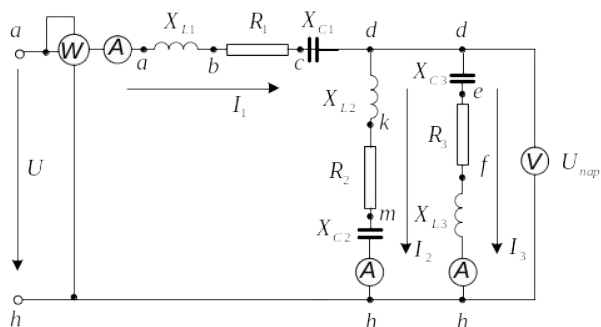 X_L1 R_1 X_C1
a W A a b c d d
I_1
X_C3 e
X_L2 k
R_3
U R_2 f V U_пар
m X_L3
X_C2
I_2 I_3
A A
h h h